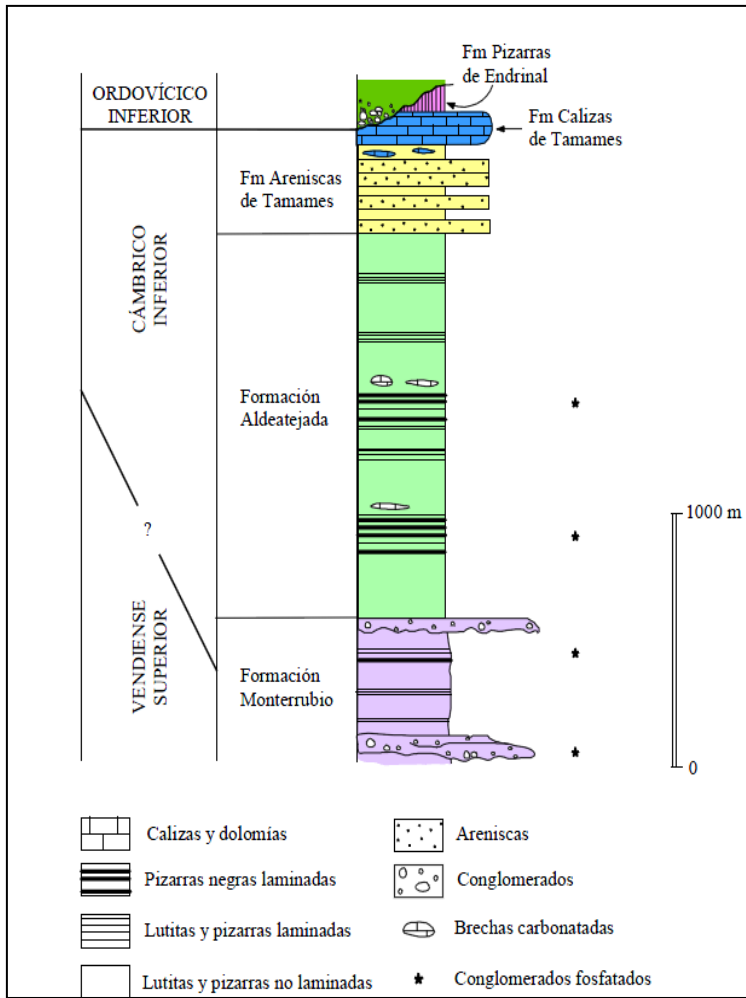 Fm Pizarras
de Endrinal
ORDOVÍCICO
INFERIOR
Fm Calizas
de Tamames
Fm Areniscas
de Tamames
CÁMBRICO
INFERIOR
Formación
Aldeatejada
1000 m
?
VENDIENSE
SUPERIOR
Formación
Monterrubio
0
Calizas y dolomías
Areniscas
Pizarras negras laminadas
Conglomerados
Lutitas y pizarras laminadas
Brechas carbonatadas
Lutitas y pizarras no laminadas
Conglomerados fosfatados